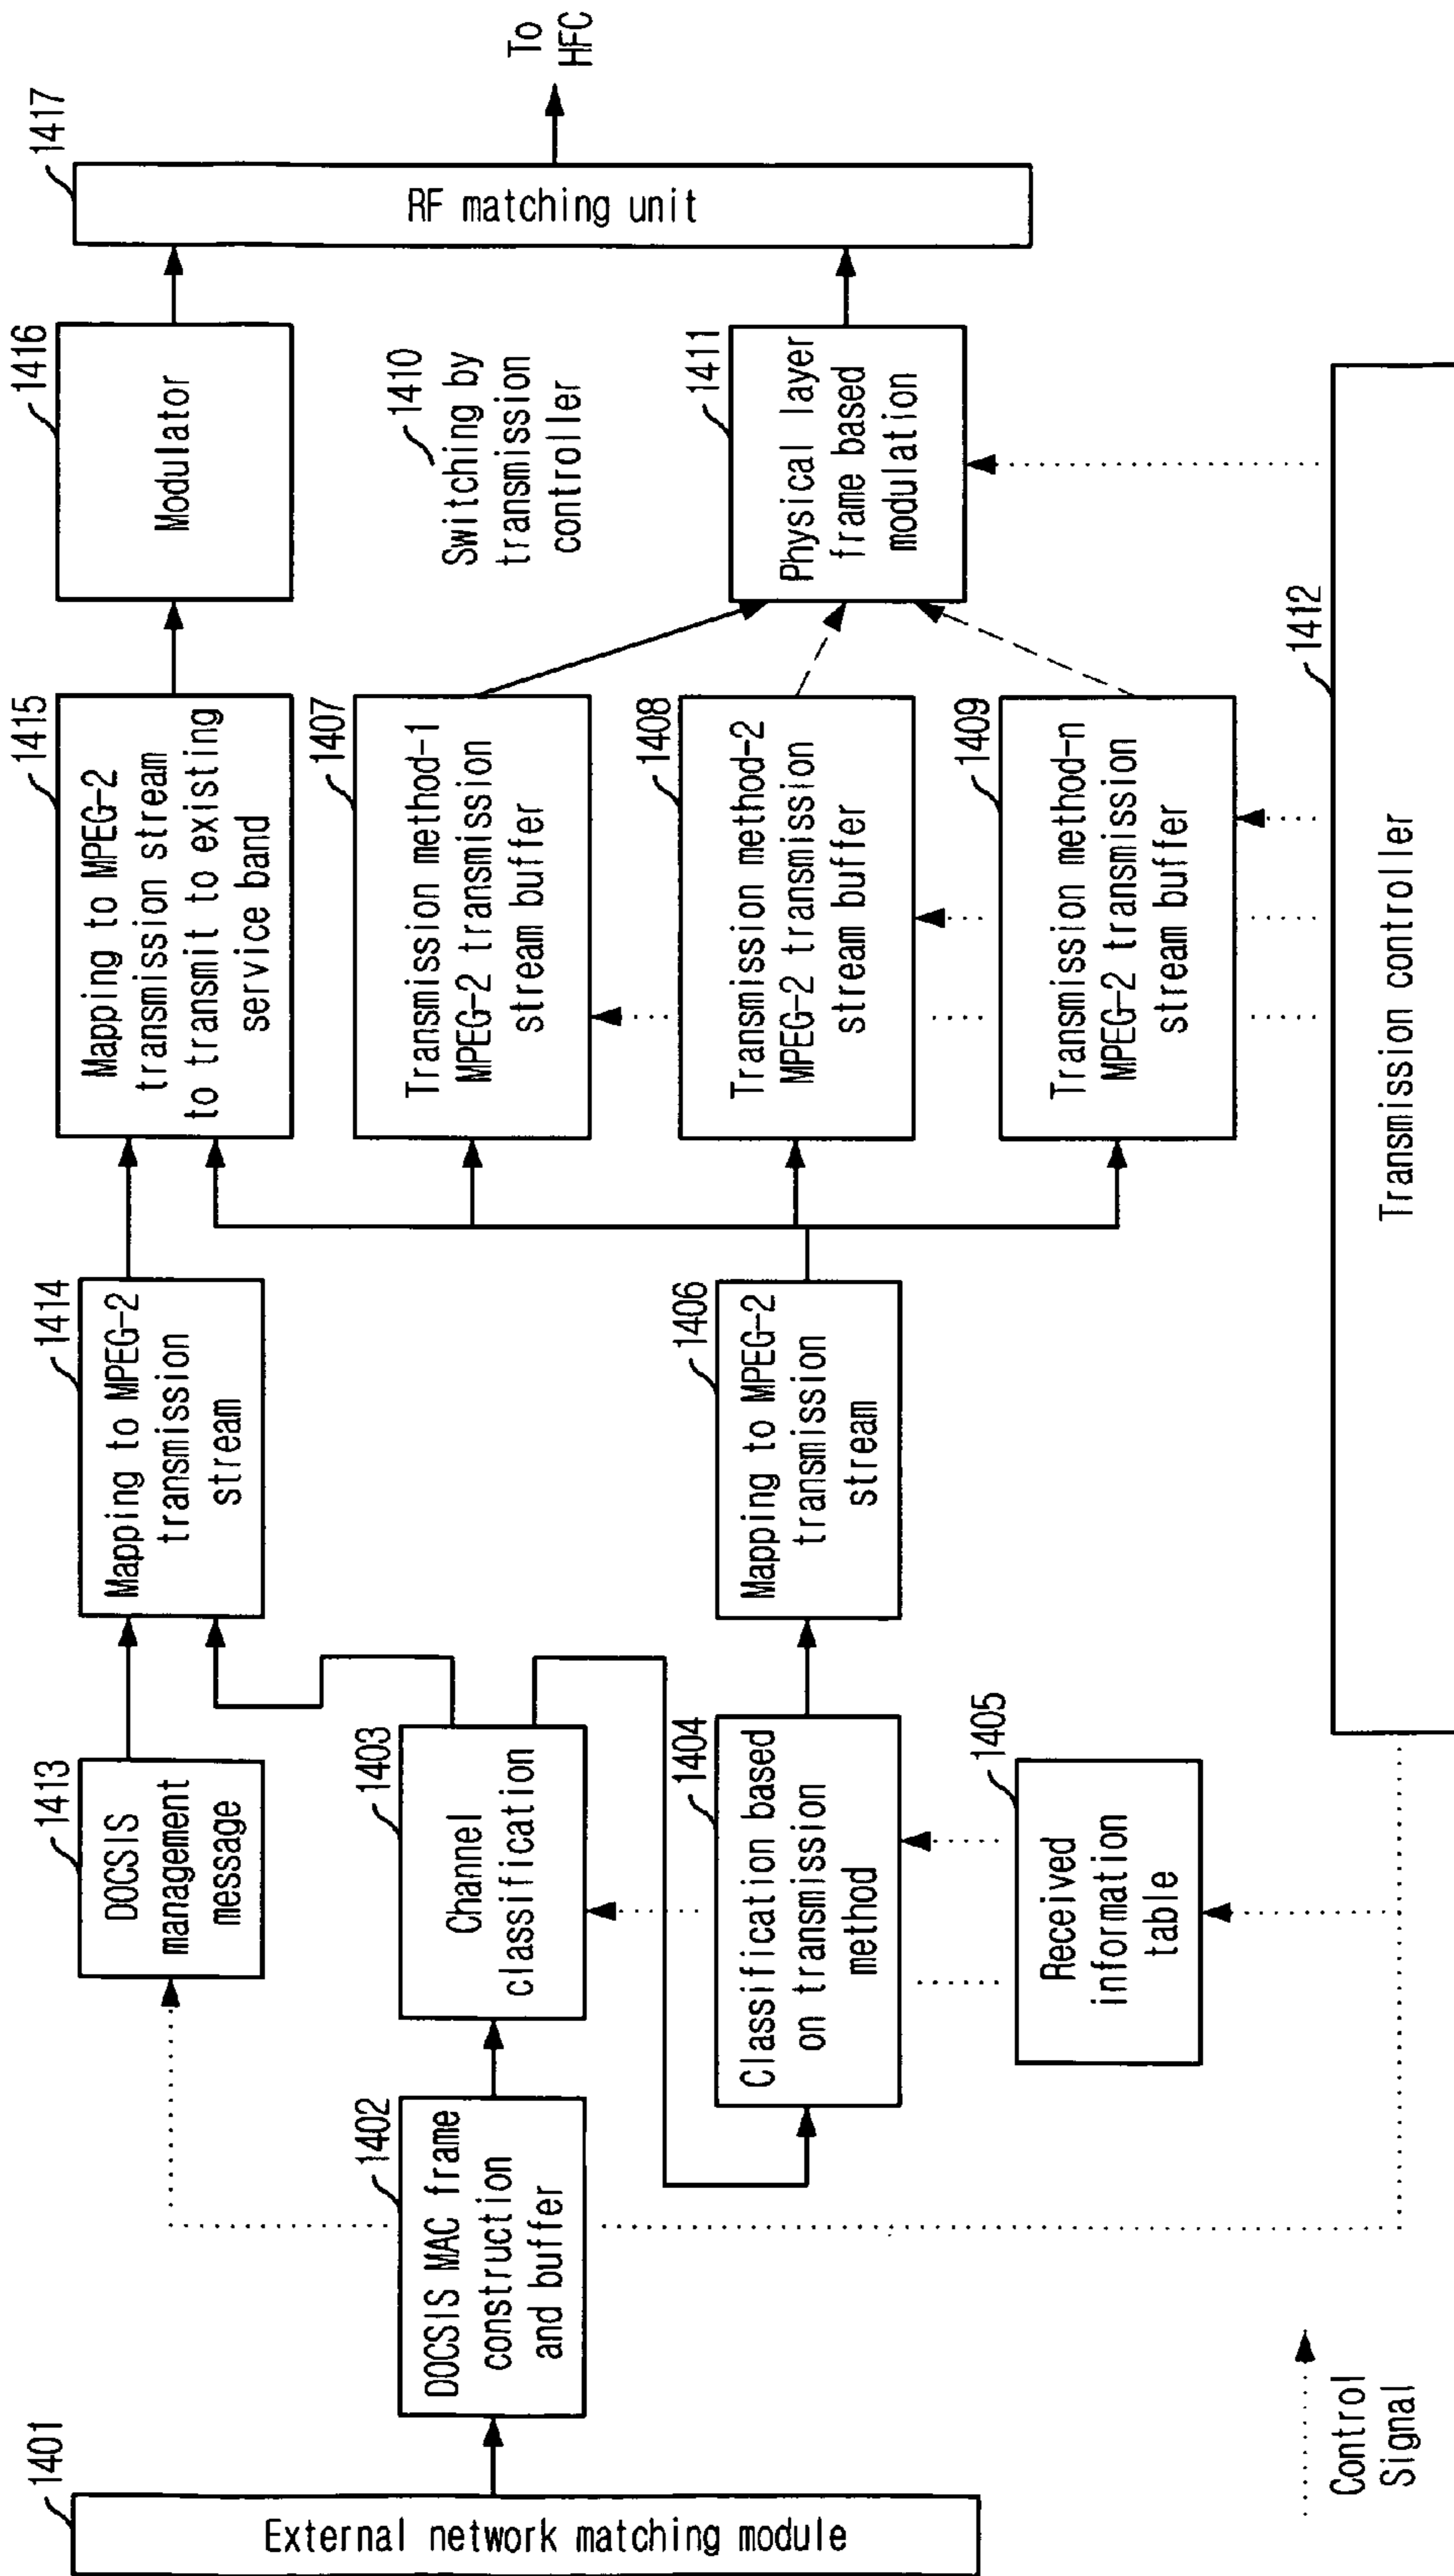 1401
External network matching module
1402
DOCSIS MAC frame
construction
and buffer
1413
DOCSIS
management
message
1403
Channel
classification
1404
Classification based
on transmission
method
1405
Received
information
table
1414
Mapping to MPEG-2
transmission
stream
1406
Mapping to MPEG-2
transmission
stream
1415
Mapping to MPEG-2
transmission stream
to transmit to existing
service band
1407
Transmission method-1
MPEG-2 transmission
stream buffer
1408
Transmission method-2
MPEG-2 transmission
stream buffer
1409
Transmission method-n
MPEG-2 transmission
stream buffer
1416
Modulator
1410
Switching by
transmission
controller
1411
Physical layer
frame based
modulation
1417
RF matching unit
To
HFC
1412
Transmission controller
Control
Signal